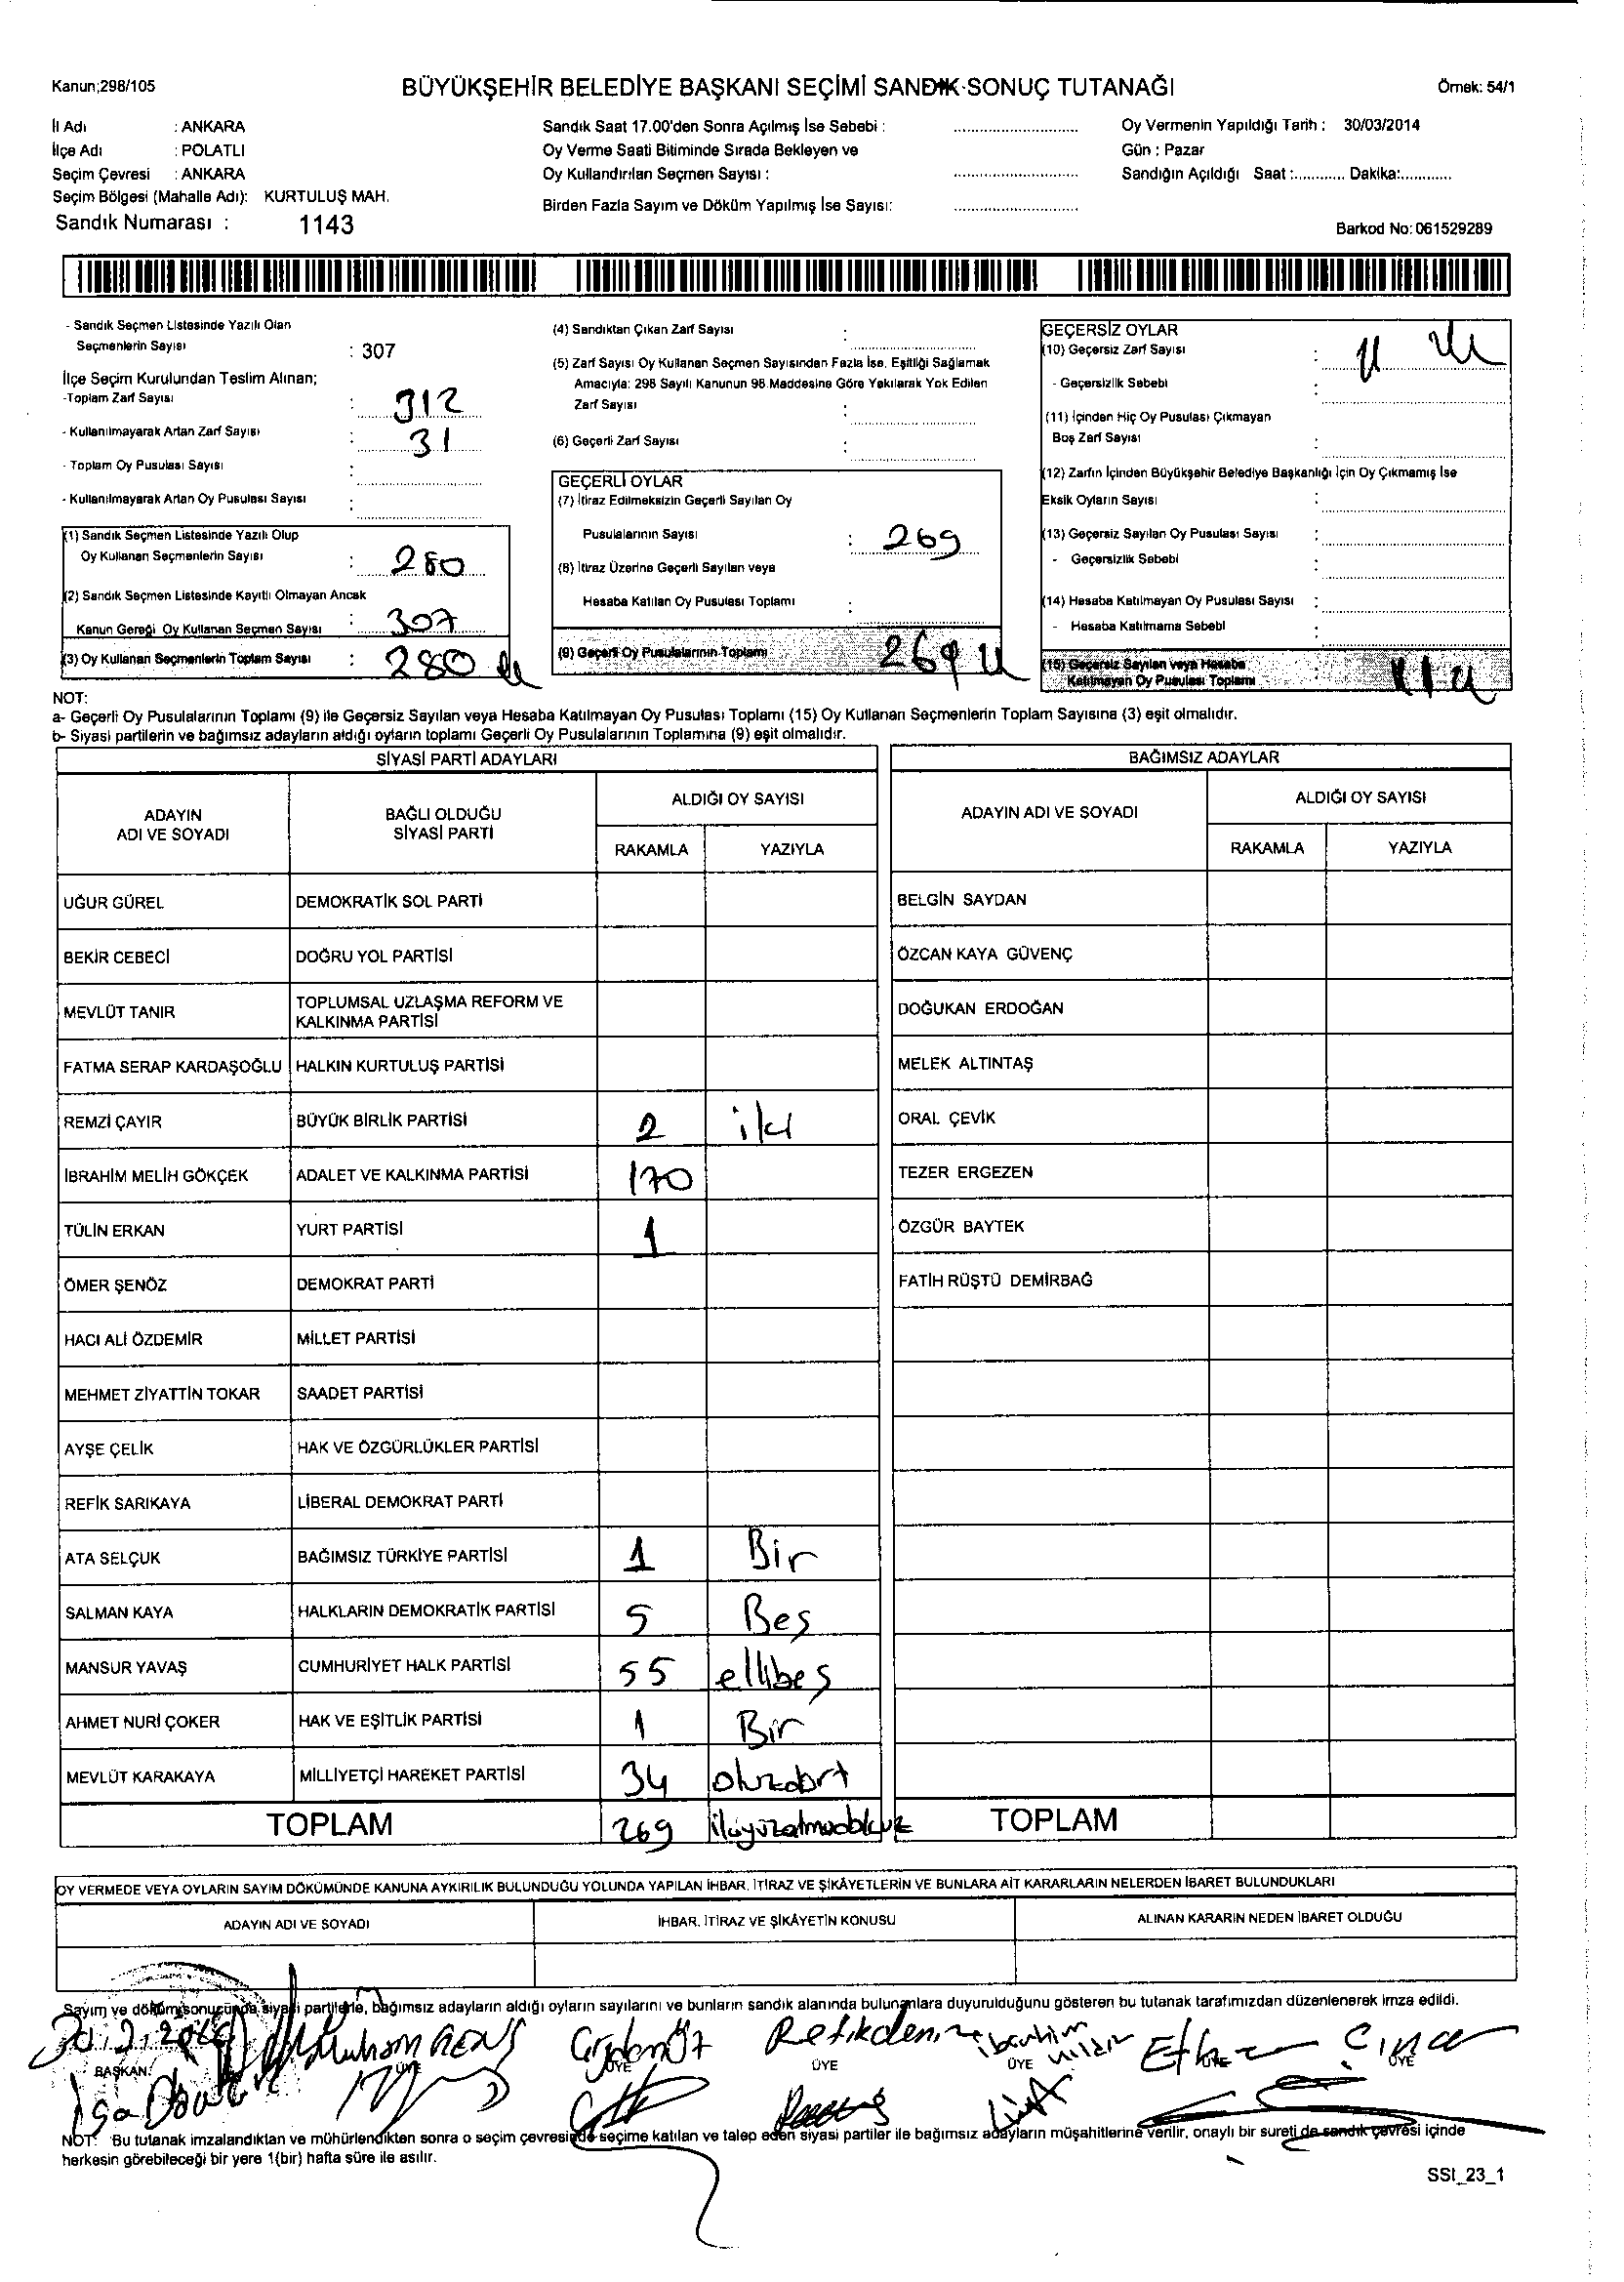 Kanun;298/105
BÜYÜKŞEHİR BELEDİYE BAŞKANI SEÇİMİ SANDIK SONUÇ TUTANAĞI
Örnek: 54/1
İl Adı : ANKARA
İlçe Adı : POLATLI
Seçim Çevresi : ANKARA
Seçim Bölgesi (Mahalle Adı): KURTULUŞ MAH.
Sandık Numarası : 1143
Sandık Saat 17.00'den Sonra Açılmış İse Sebebi :
Oy Verme Saati Bitiminde Sırada Bekleyen ve
Oy Kullandırılan Seçmen Sayısı :
Birden Fazla Sayım ve Döküm Yapılmış İse Sayısı:
Oy Vermenin Yapıldığı Tarih : 30/03/2014
Gün : Pazar
Sandığın Açıldığı Saat :............ Dakika:............
Barkod No: 061529289
- Sandık Seçmen Listesinde Yazılı Olan
Seçmenlerin Sayısı : 307
İlçe Seçim Kurulundan Teslim Alınan;
-Toplam Zarf Sayısı : 312
- Kullanılmayarak Artan Zarf Sayısı : 31
- Toplam Oy Pusulası Sayısı :
- Kullanılmayarak Artan Oy Pusulası Sayısı :
(1) Sandık Seçmen Listesinde Yazılı Olup
Oy Kullanan Seçmenlerin Sayısı : 280
(2) Sandık Seçmen Listesinde Kayıtlı Olmayan Ancak
Kanun Gereği Oy Kullanan Seçmen Sayısı : 307
(3) Oy Kullanan Seçmenlerin Toplam Sayısı : 280
(4) Sandıktan Çıkan Zarf Sayısı :
(5) Zarf Sayısı Oy Kullanan Seçmen Sayısından Fazla İse, Eşitliği Sağlamak
Amacıyla: 298 Sayılı Kanunun 98.Maddesine Göre Yakılarak Yok Edilen
Zarf Sayısı :
(6) Geçerli Zarf Sayısı :
GEÇERLİ OYLAR
(7) İtiraz Edilmeksizin Geçerli Sayılan Oy
Pusulalarının Sayısı : 269
(8) İtiraz Üzerine Geçerli Sayılan veya
Hesaba Katılan Oy Pusulası Toplamı :
(9) Geçerli Oy Pusulalarının Toplamı 269
GEÇERSİZ OYLAR
(10) Geçersiz Zarf Sayısı : 11
- Geçersizlik Sebebi :
(11) İçinden Hiç Oy Pusulası Çıkmayan
Boş Zarf Sayısı :
(12) Zarfın İçinden Büyükşehir Belediye Başkanlığı İçin Oy Çıkmamış İse
Eksik Oyların Sayısı :
(13) Geçersiz Sayılan Oy Pusulası Sayısı :
- Geçersizlik Sebebi :
(14) Hesaba Katılmayan Oy Pusulası Sayısı :
- Hesaba Katılmama Sebebi :
(15) Geçersiz Sayılan veya Hesaba
Katılmayan Oy Pusulası Toplamı : 11
NOT:
a- Geçerli Oy Pusulalarının Toplamı (9) ile Geçersiz Sayılan veya Hesaba Katılmayan Oy Pusulası Toplamı (15) Oy Kullanan Seçmenlerin Toplam Sayısına (3) eşit olmalıdır.
b- Siyasi partilerin ve bağımsız adayların aldığı oyların toplamı Geçerli Oy Pusulalarının Toplamına (9) eşit olmalıdır.
SİYASİ PARTİ ADAYLARI
ADAYIN ADI VE SOYADI
BAĞLI OLDUĞU SİYASİ PARTİ
ALDIĞI OY SAYISI
RAKAMLA YAZIYLA
UĞUR GÜREL DEMOKRATİK SOL PARTİ
BEKİR CEBECİ DOĞRU YOL PARTİSİ
MEVLÜT TANIR TOPLUMSAL UZLAŞMA REFORM VE KALKINMA PARTİSİ
FATMA SERAP KARDAŞOĞLU HALKIN KURTULUŞ PARTİSİ
REMZİ ÇAYIR BÜYÜK BİRLİK PARTİSİ 2 iki
İBRAHİM MELİH GÖKÇEK ADALET VE KALKINMA PARTİSİ 170
TÜLİN ERKAN YURT PARTİSİ 1
ÖMER ŞENÖZ DEMOKRAT PARTİ
HACI ALİ ÖZDEMİR MİLLET PARTİSİ
MEHMET ZİYATTİN TOKAR SAADET PARTİSİ
AYŞE ÇELİK HAK VE ÖZGÜRLÜKLER PARTİSİ
REFİK SARIKAYA LİBERAL DEMOKRAT PARTİ
ATA SELÇUK BAĞIMSIZ TÜRKİYE PARTİSİ 1 Bir
SALMAN KAYA HALKLARIN DEMOKRATİK PARTİSİ 5 Beş
MANSUR YAVAŞ CUMHURİYET HALK PARTİSİ 55 ellibeş
AHMET NURİ ÇOKER HAK VE EŞİTLİK PARTİSİ 1 Bir
MEVLÜT KARAKAYA MİLLİYETÇİ HAREKET PARTİSİ 34 otuzdört
TOPLAM 269
BAĞIMSIZ ADAYLAR
ADAYIN ADI VE SOYADI
ALDIĞI OY SAYISI
RAKAMLA YAZIYLA
BELGİN SAYDAN
ÖZCAN KAYA GÜVENÇ
DOĞUKAN ERDOĞAN
MELEK ALTINTAŞ
ORAL ÇEVİK
TEZER ERGEZEN
ÖZGÜR BAYTEK
FATİH RÜŞTÜ DEMİRBAĞ
TOPLAM
OY VERMEDE VEYA OYLARIN SAYIM DÖKÜMÜNDE KANUNA AYKIRILIK BULUNDUĞU YOLUNDA YAPILAN İHBAR, İTİRAZ VE ŞİKÂYETLERİN VE BUNLARA AİT KARARLARIN NELERDEN İBARET BULUNDUKLARI
ADAYIN ADI VE SOYADI
İHBAR, İTİRAZ VE ŞİKÂYETİN KONUSU
ALINAN KARARIN NEDEN İBARET OLDUĞU
Sayım ve döküm sonucunda, siyasi partilerle, bağımsız adayların aldığı oyların sayılarını ve bunların sandık alanında bulunanlara duyurulduğunu gösteren bu tutanak tarafımızdan düzenlenerek imza edildi.
BAŞKAN ÜYE ÜYE ÜYE ÜYE ÜYE
NOT: Bu tutanak imzalandıktan ve mühürlendikten sonra o seçim çevresinde seçime katılan ve talep eden siyasi partiler ile bağımsız adayların müşahitlerine verilir, onaylı bir sureti de sandık çevresi içinde
herkesin görebileceği bir yere 1(bir) hafta süre ile asılır.
SSI_23_1